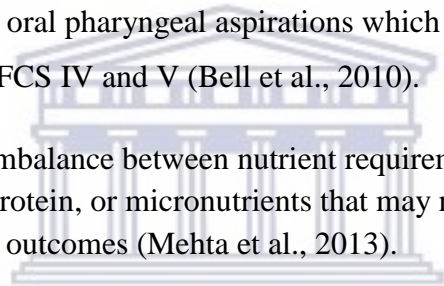 oral pharyngeal aspirations which
FCS IV and V (Bell et al., 2010).
mbalance between nutrient requirem
rotein, or micronutrients that may n
outcomes (Mehta et al., 2013).